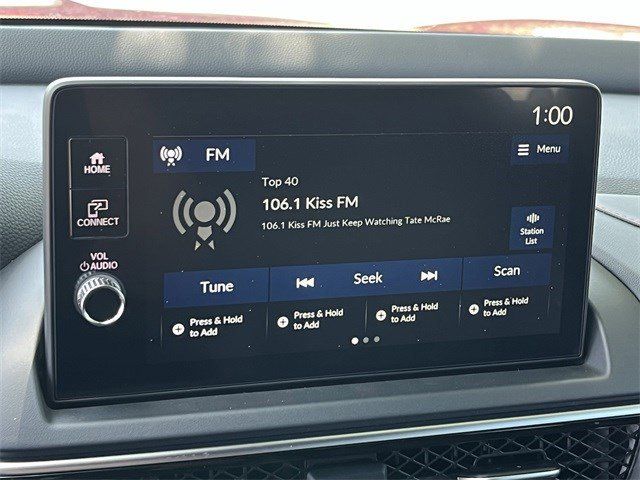 1:00
HOME
FM
Menu
Top 40
106.1 Kiss FM
106.1 Kiss FM Just Keep Watching Tate McRae
CONNECT
Station
List
VOL
AUDIO
Tune
Seek
Scan
Press & Hold
to Add
Press & Hold
to Add
Press & Hold
to Add
Press & Hold
to Add